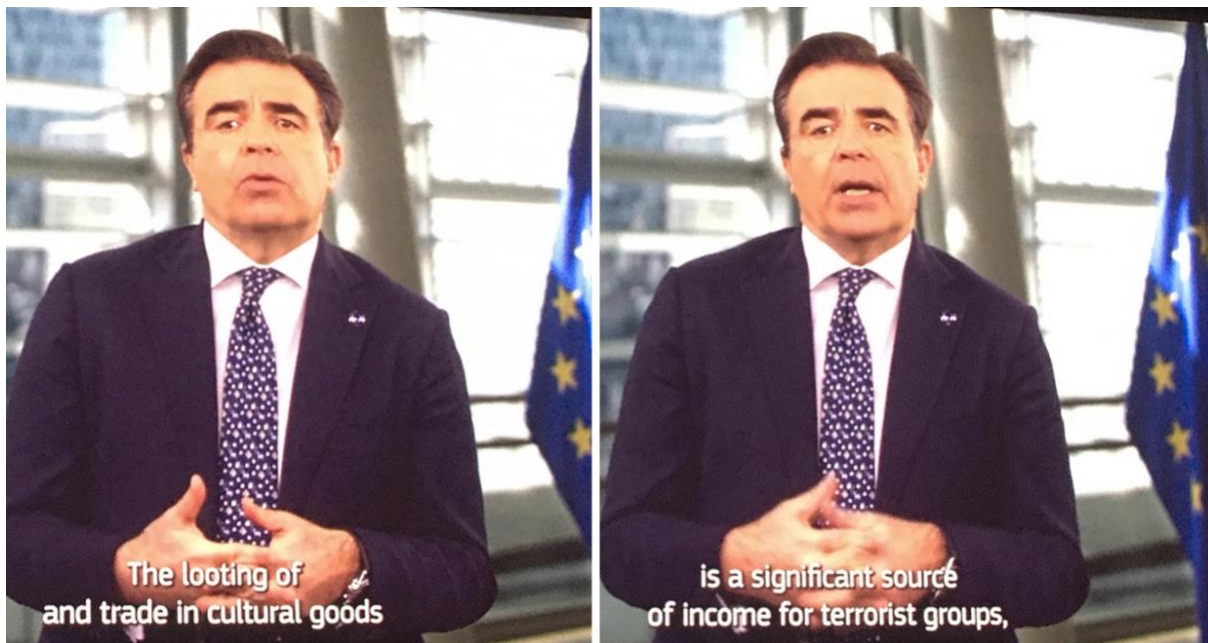 The looting of
and trade in cultural goods
is a significant source
of income for terrorist groups,